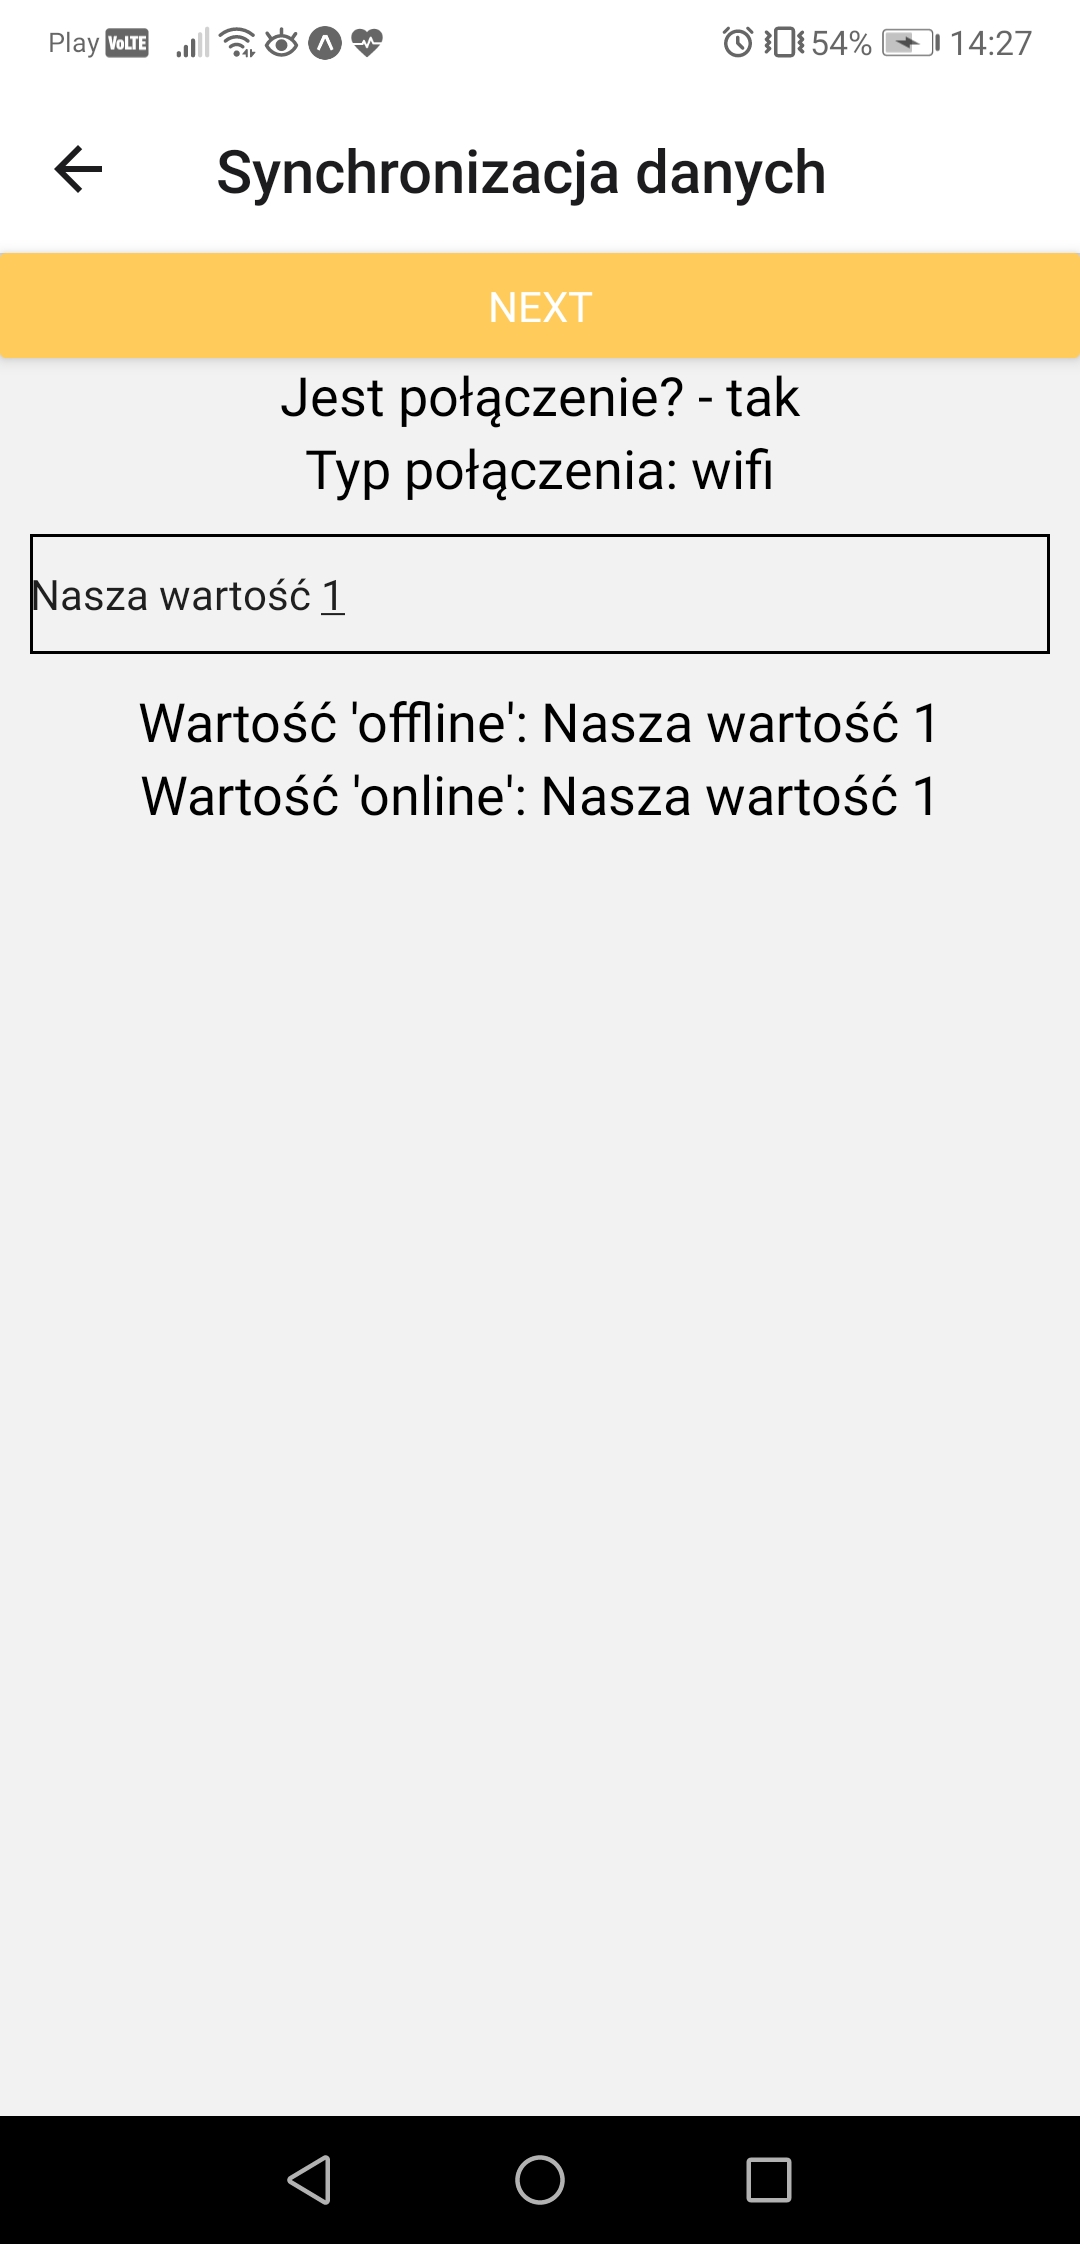 Play VoLTE 54% 14:27
Synchronizacja danych
NEXT
Jest połączenie? - tak
Typ połączenia: wifi
Nasza wartość 1
Wartość 'offline': Nasza wartość 1
Wartość 'online': Nasza wartość 1